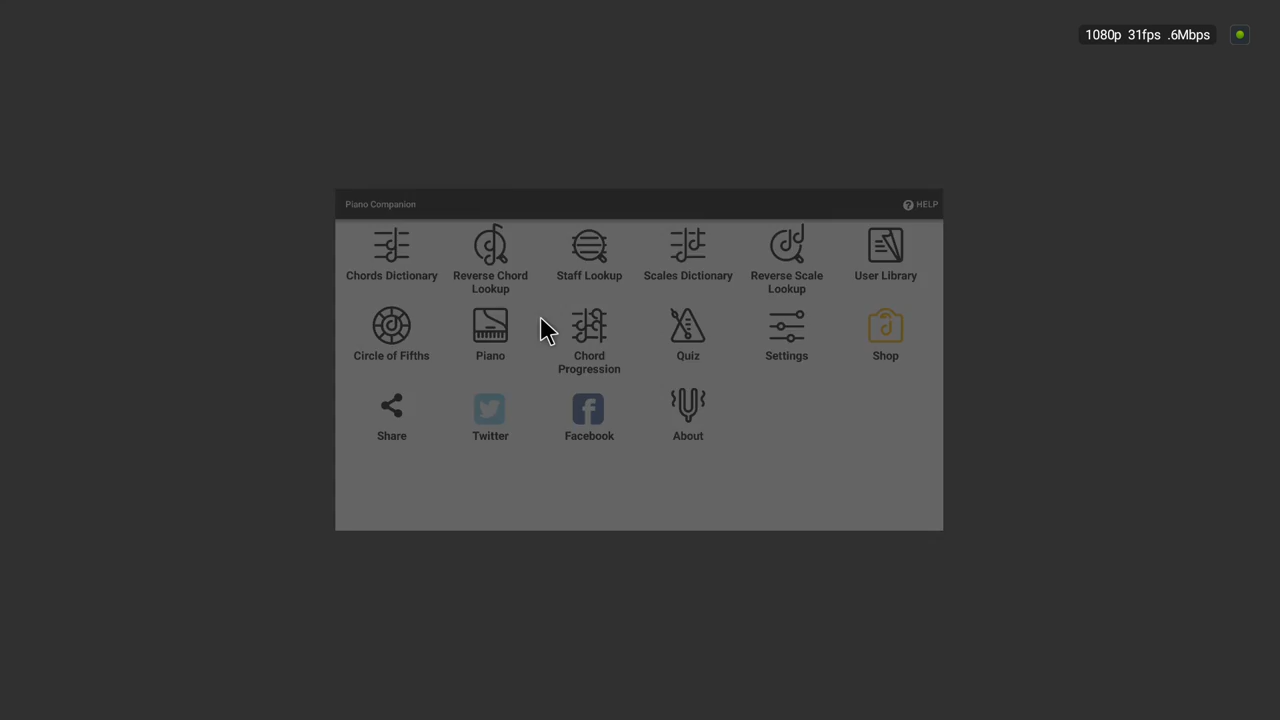 1080p 31fps .6Mbps
Piano Companion
? HELP
Chords Dictionary
Reverse Chord
Lookup
Staff Lookup
Scales Dictionary
Reverse Scale
Lookup
User Library
Circle of Fifths
Piano
Chord
Progression
Quiz
Settings
Shop
Share
Twitter
Facebook
About